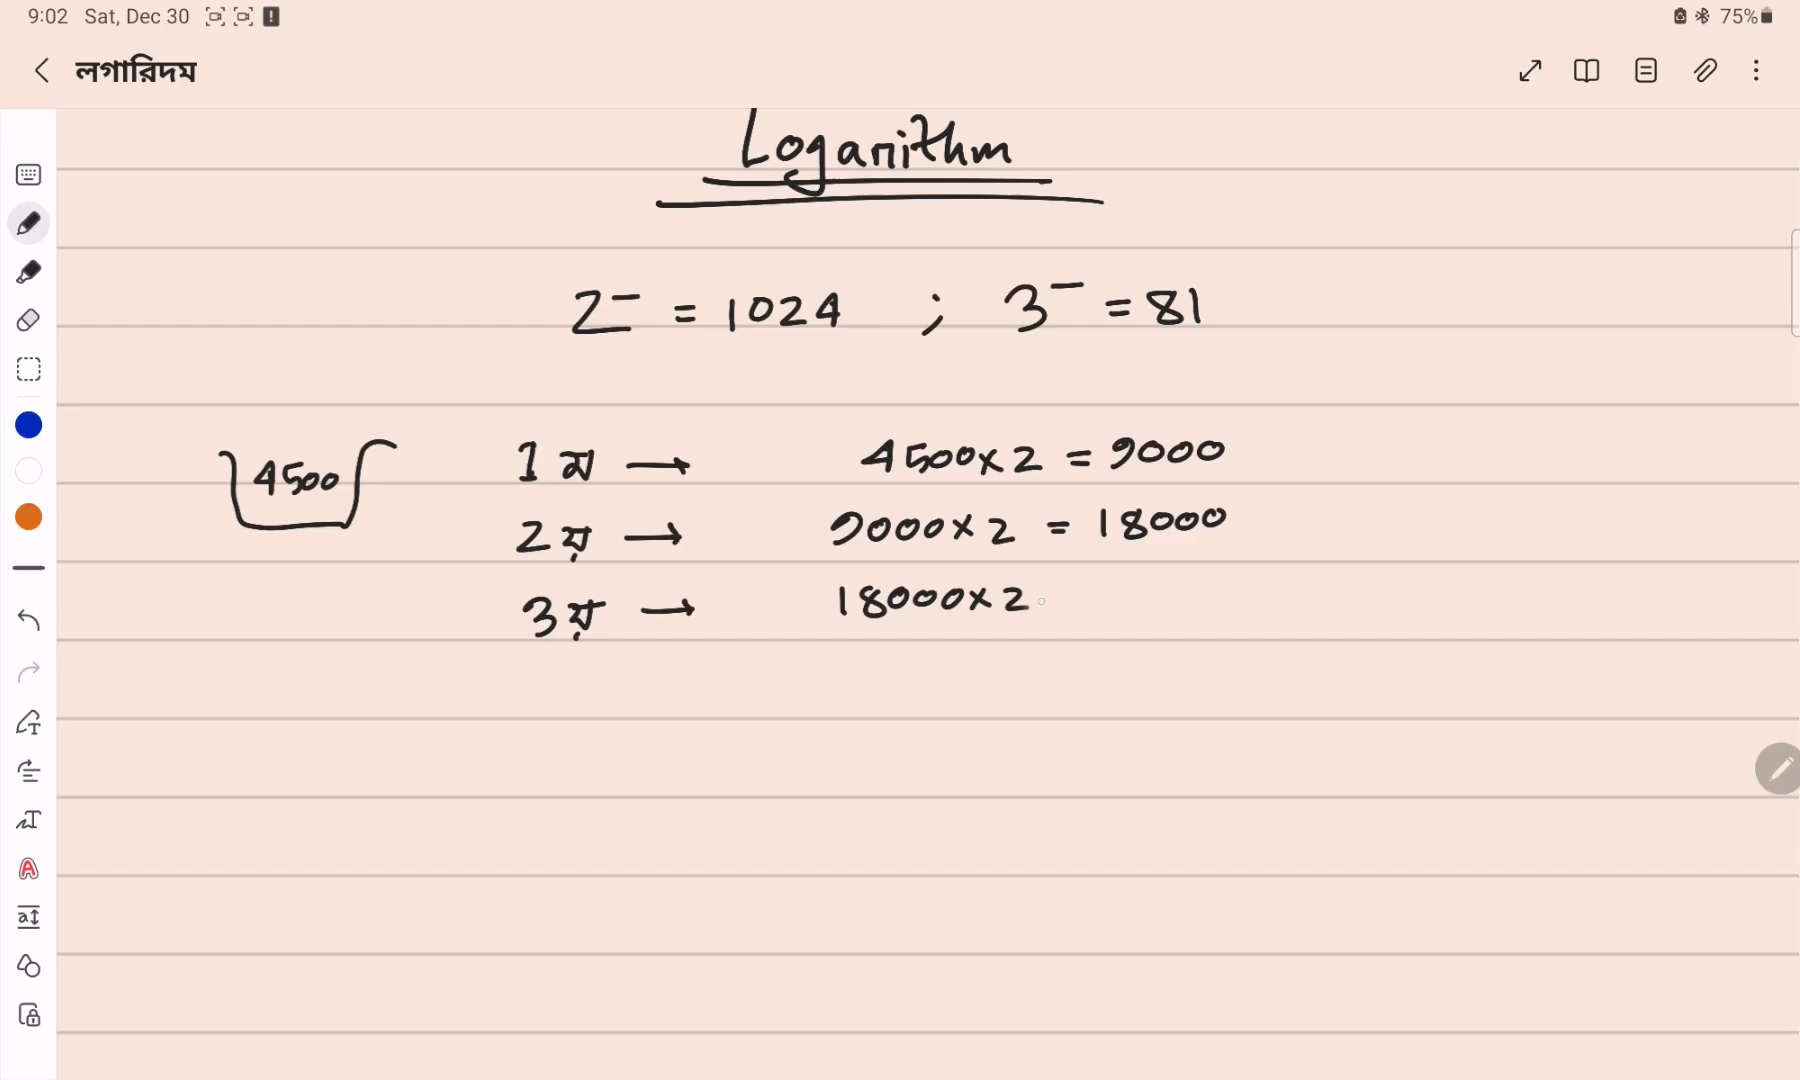 9:02 Sat, Dec 30 75%
লগারিদম
Logarithm
2⁻ = 1024 ; 3⁻ = 81
4500
1 ম → 4500×2 = 9000
2 য় → 9000×2 = 18000
3 য় → 18000×2